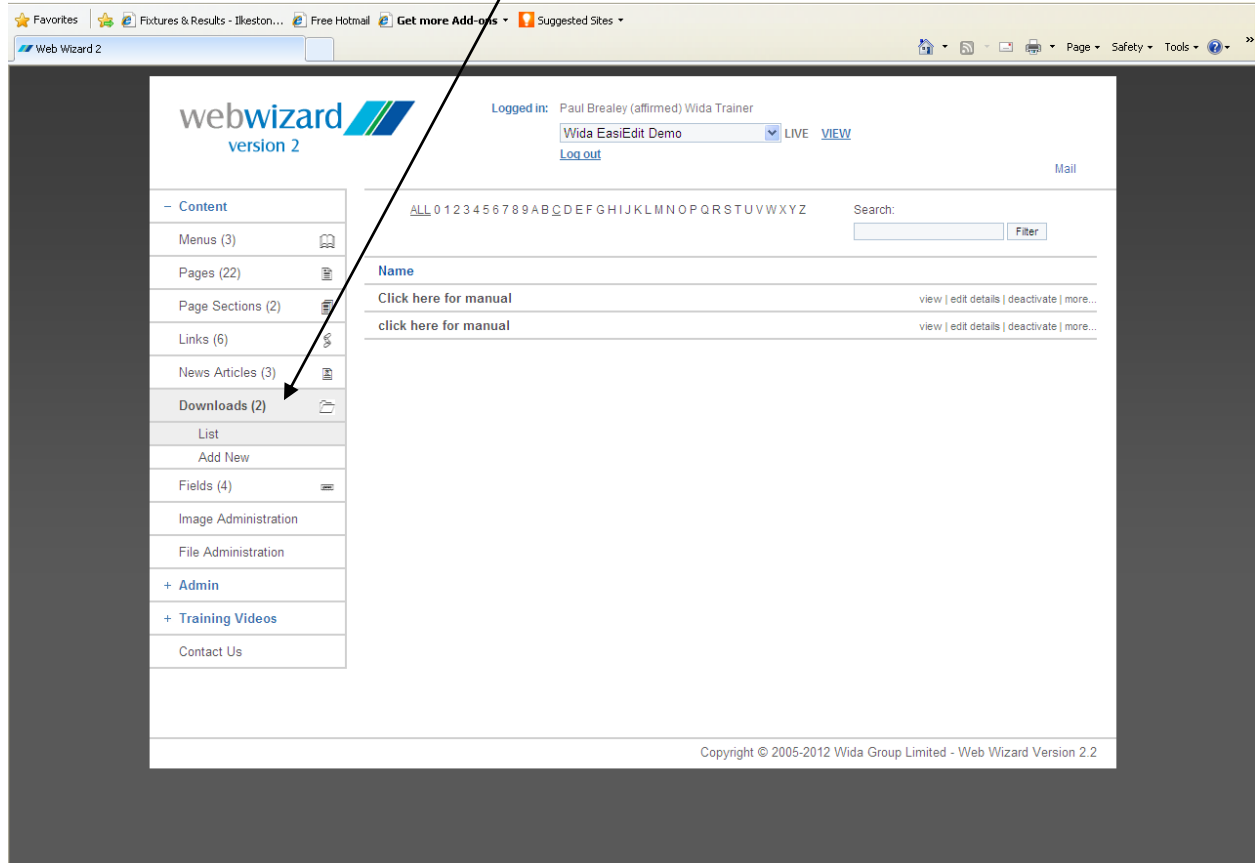 Favorites Fixtures & Results - Ilkeston... Free Hotmail Get more Add-ons Suggested Sites
Web Wizard 2 Page Safety Tools »
webwizard
version 2
Logged in: Paul Brealey (affirmed) Wida Trainer
Wida EasiEdit Demo LIVE VIEW
Log out
Mail
− Content
Menus (3)
Pages (22)
Page Sections (2)
Links (6)
News Articles (3)
Downloads (2)
List
Add New
Fields (4)
Image Administration
File Administration
+ Admin
+ Training Videos
Contact Us
ALL 0 1 2 3 4 5 6 7 8 9 A B C D E F G H I J K L M N O P Q R S T U V W X Y Z Search:
Filter
Name
Click here for manual view | edit details | deactivate | more...
click here for manual view | edit details | deactivate | more...
Copyright © 2005-2012 Wida Group Limited - Web Wizard Version 2.2